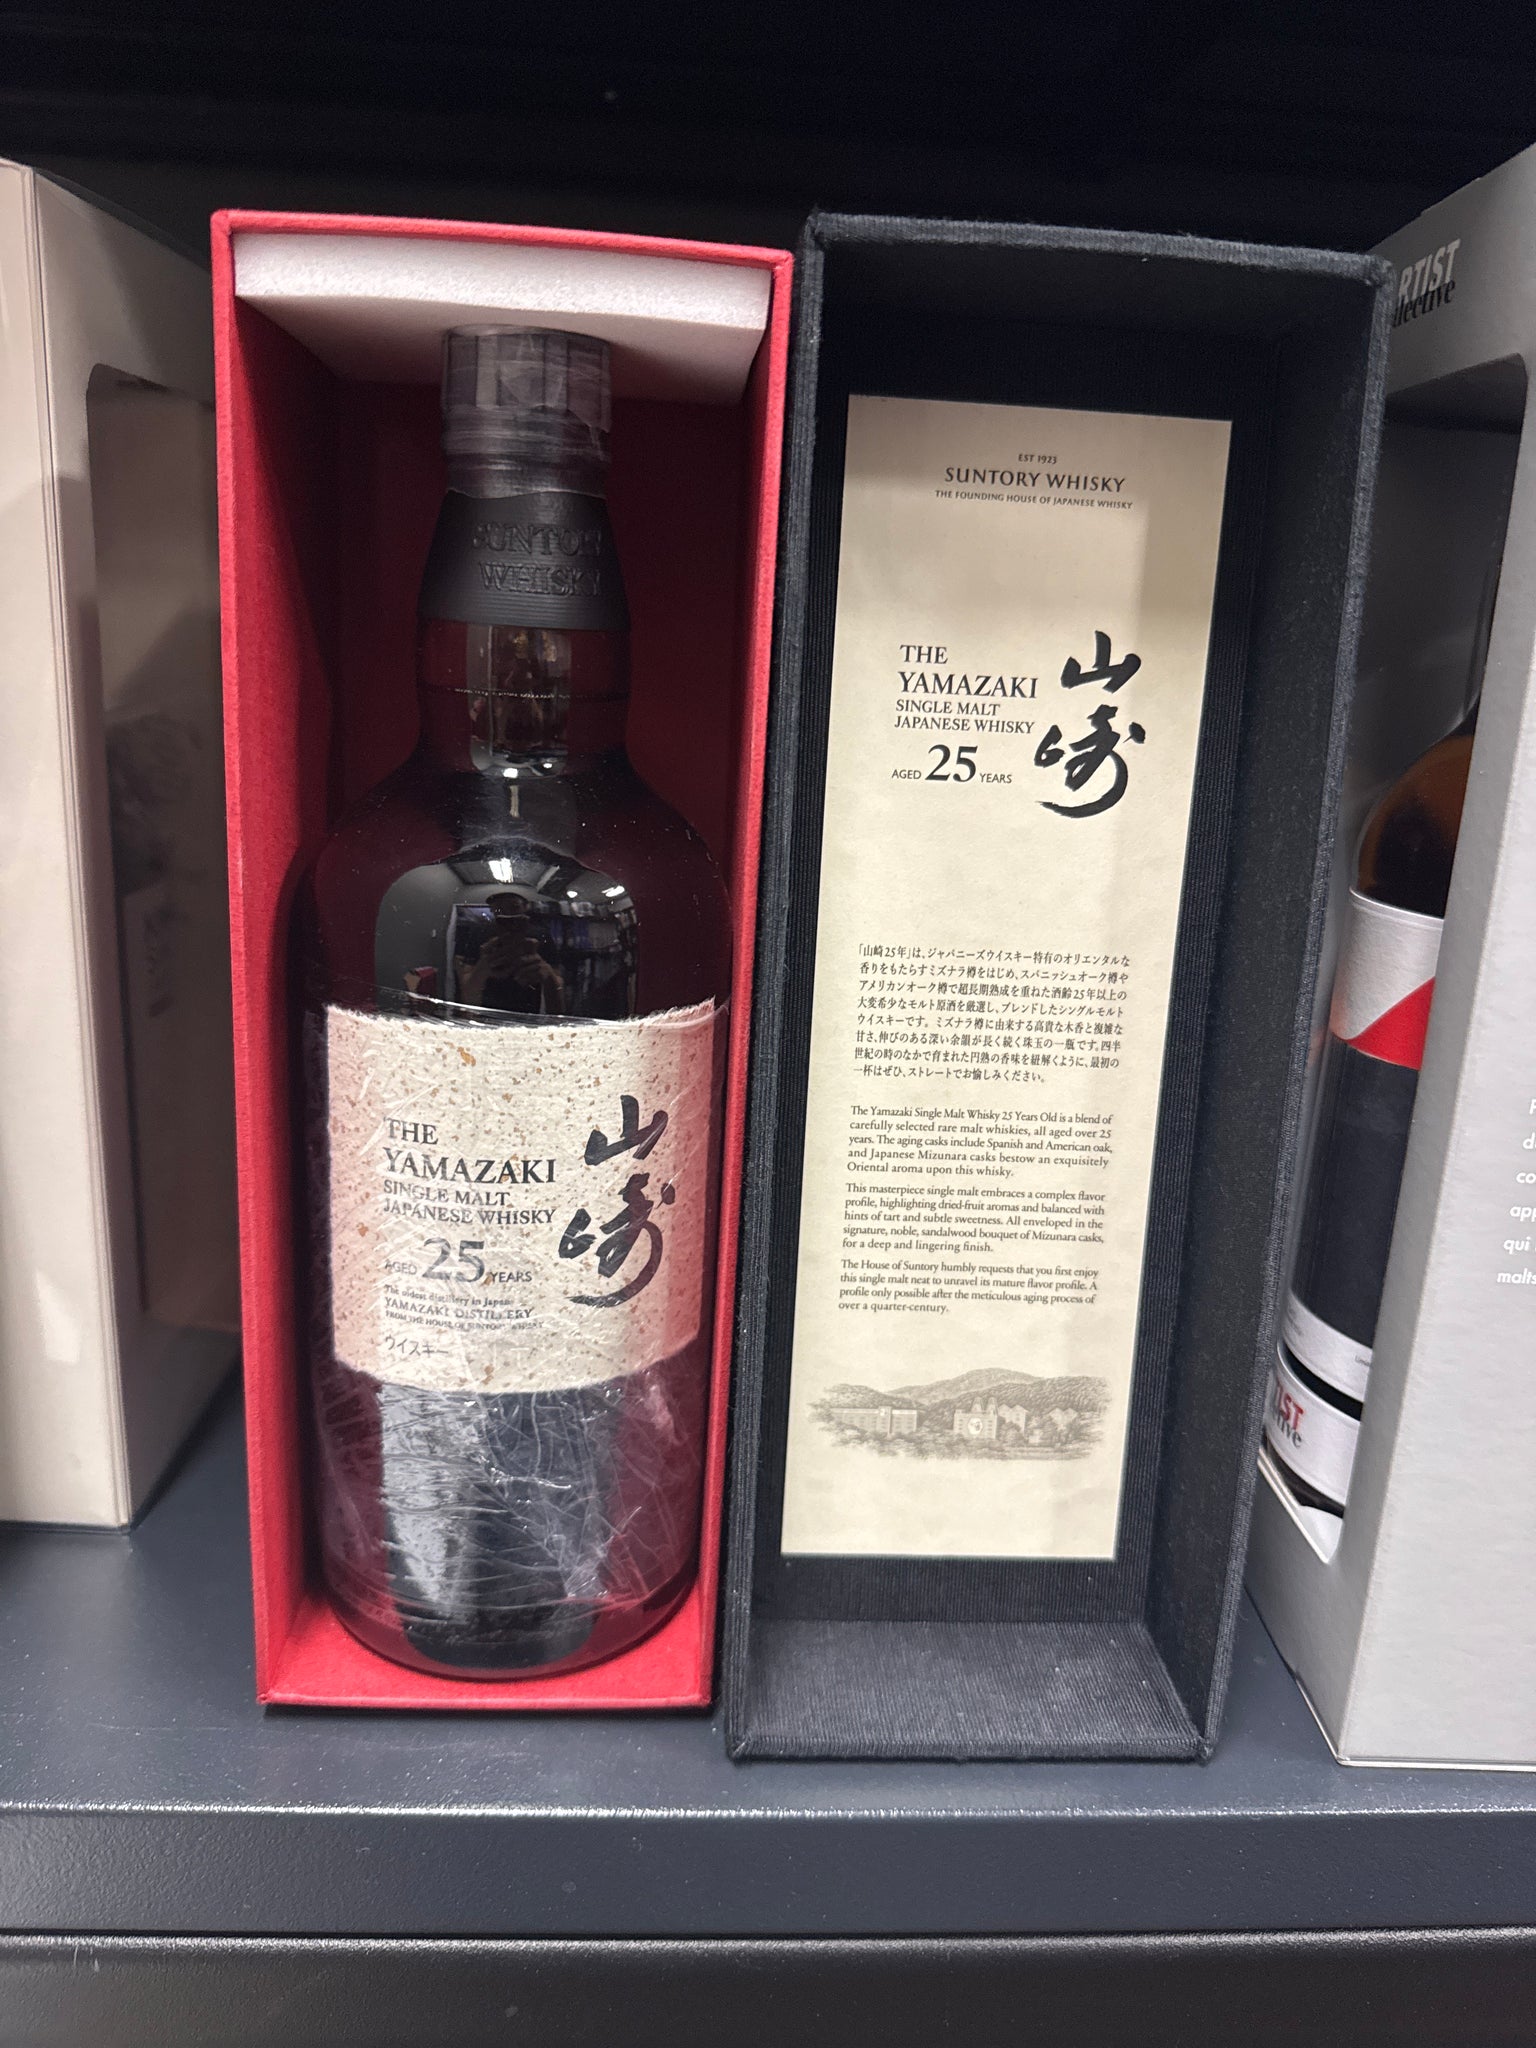 SUNTORY
WHISKY
THE
YAMAZAKI
SINGLE MALT
JAPANESE WHISKY
AGED 25 YEARS
山崎
The oldest distillery in Japan
YAMAZAKI DISTILLERY
FROM THE HOUSE OF SUNTORY WHISKY
ウイスキー
EST 1923
SUNTORY WHISKY
THE FOUNDING HOUSE OF JAPANESE WHISKY
THE
YAMAZAKI
SINGLE MALT
JAPANESE WHISKY
AGED 25 YEARS
山崎
「山崎25年」は、ジャパニーズウイスキー特有のオリエンタルな
香りをもたらすミズナラ樽をはじめ、スパニッシュオーク樽や
アメリカンオーク樽で超長期熟成を重ねた酒齢25年以上の
大変希少なモルト原酒を厳選し、ブレンドしたシングルモルト
ウイスキーです。ミズナラ樽に由来する高貴な木香と複雑な
甘さ、伸びのある深い余韻が長く続く珠玉の一瓶です。四半
世紀の時のなかで育まれた円熟の香味を紐解くように、最初の
一杯はぜひ、ストレートでお愉しみください。
The Yamazaki Single Malt Whisky 25 Years Old is a blend of
carefully selected rare malt whiskies, all aged over 25
years. The aging casks include Spanish and American oak,
and Japanese Mizunara casks bestow an exquisitely
Oriental aroma upon this whisky.
This masterpiece single malt embraces a complex flavor
profile, highlighting dried-fruit aromas and balanced with
hints of tart and subtle sweetness. All enveloped in the
signature, noble, sandalwood bouquet of Mizunara casks,
for a deep and lingering finish.
The House of Suntory humbly requests that you first enjoy
this single malt neat to unravel its mature flavor profile. A
profile only possible after the meticulous aging process of
over a quarter-century.
ARTIST
qui
malts